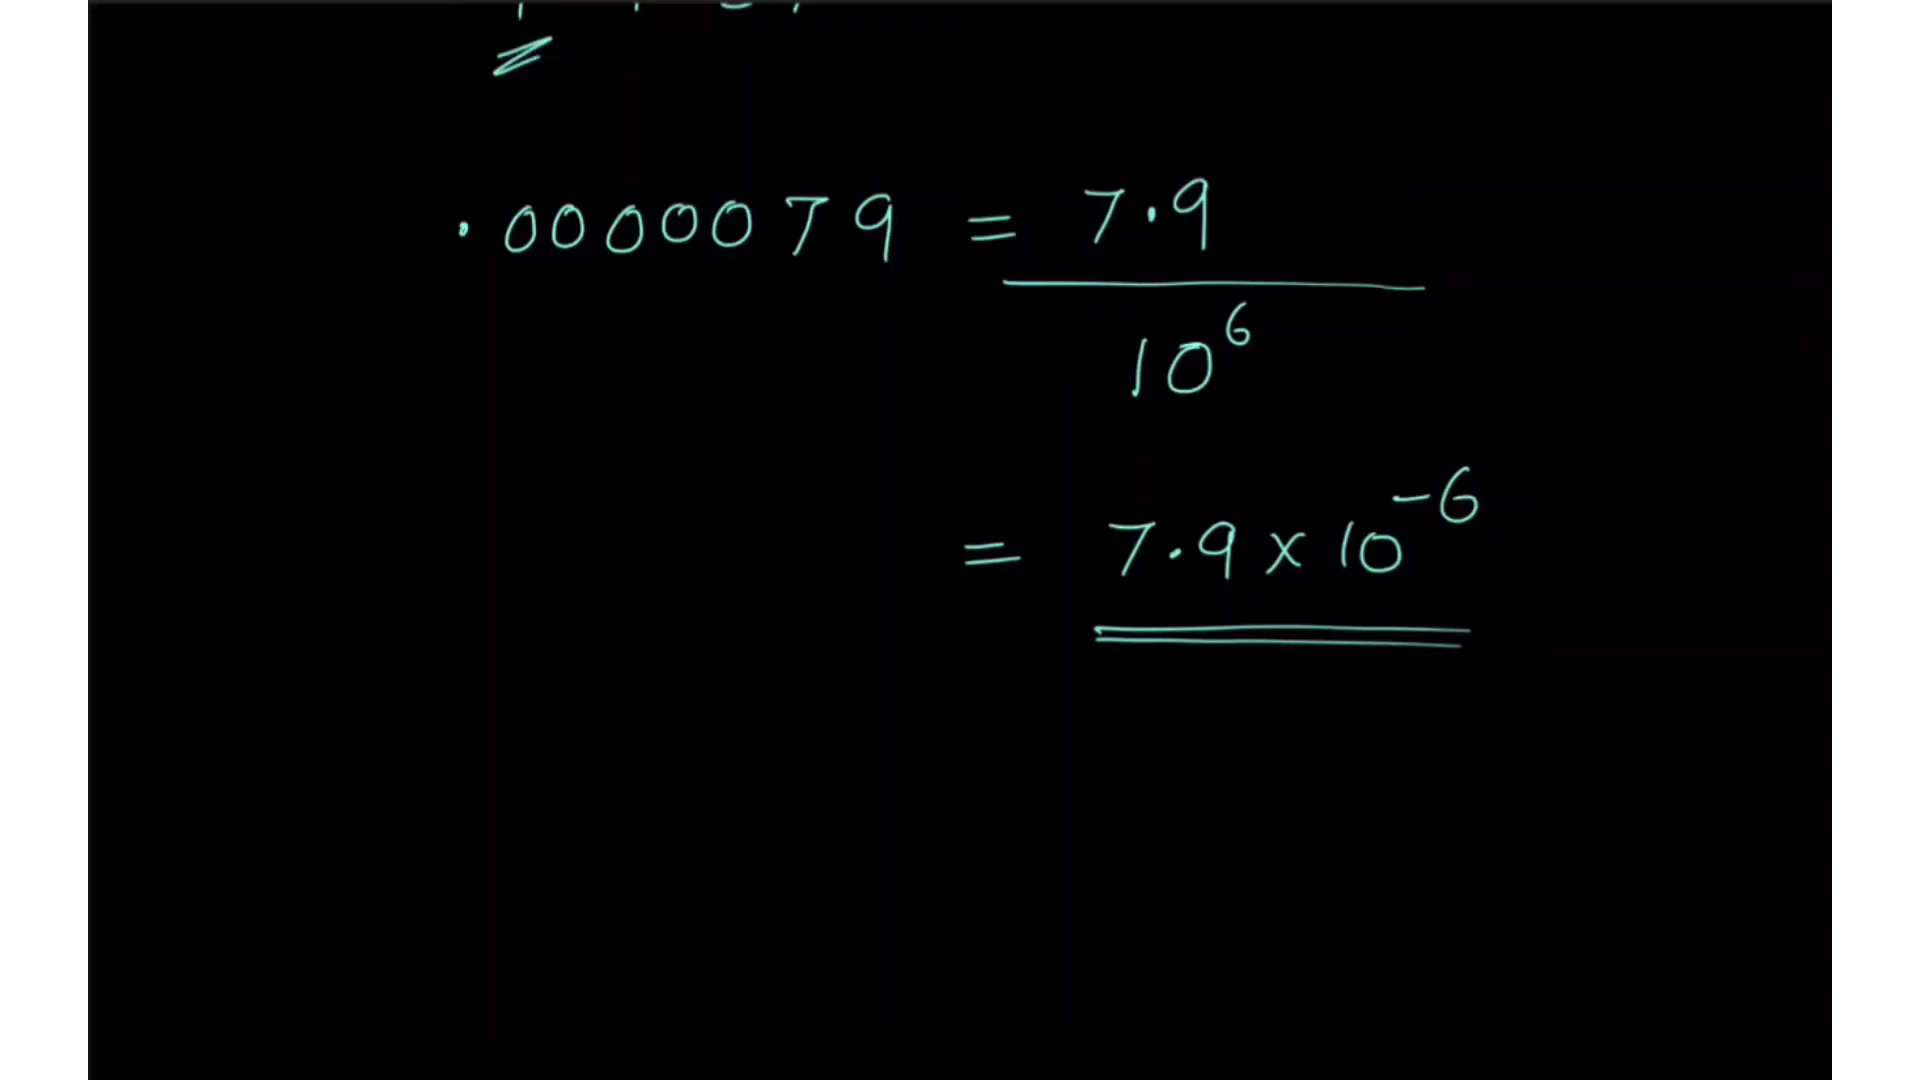 .0000079 = 7.9
10^6
= 7.9 x 10^-6